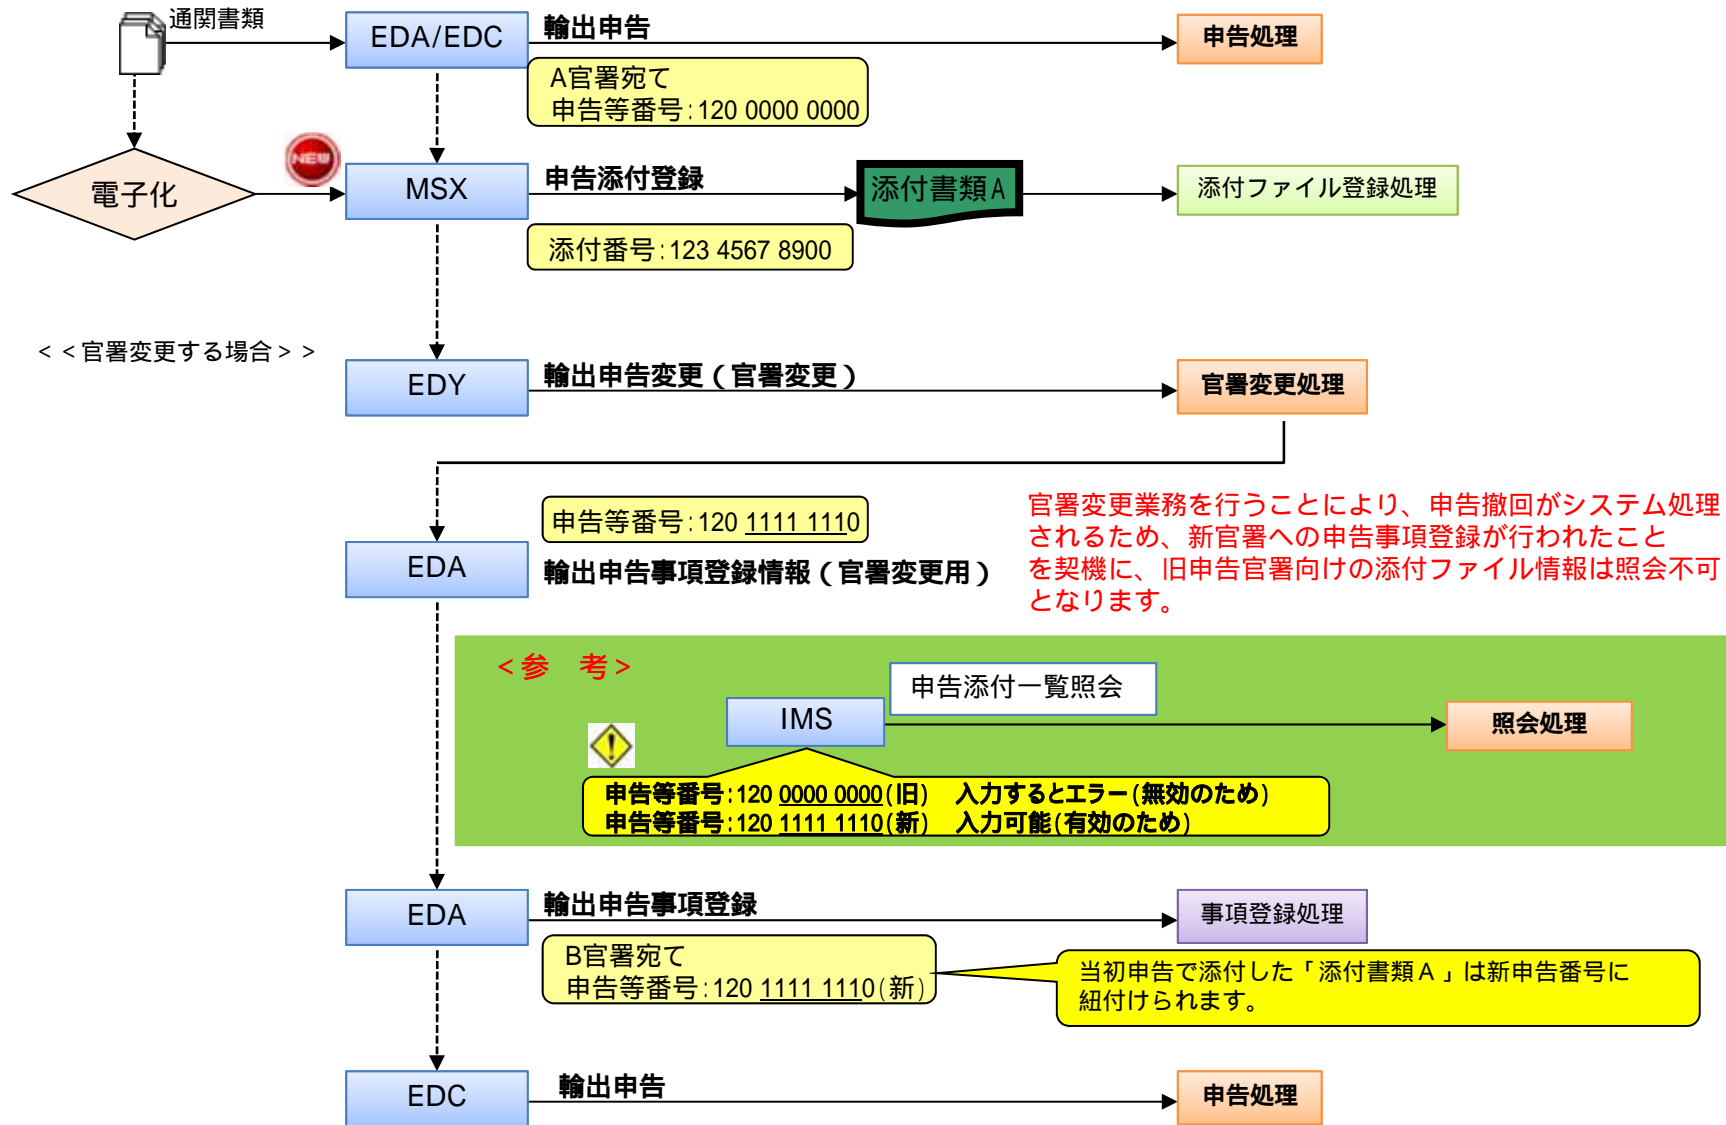 通関書類
EDA/EDC
輸出申告
申告処理
A官署宛て
申告等番号:120 0000 0000
NEW
電子化
MSX
申告添付登録
添付書類A
添付ファイル登録処理
添付番号:123 4567 8900
<<官署変更する場合>>
EDY
輸出申告変更(官署変更)
官署変更処理
申告等番号:120 1111 1110
EDA
輸出申告事項登録情報(官署変更用)
官署変更業務を行うことにより、申告撤回がシステム処理
されるため、新官署への申告事項登録が行われたこと
を契機に、旧申告官署向けの添付ファイル情報は照会不可
となります。
<参 考>
申告添付一覧照会
IMS
照会処理
申告等番号:120 0000 0000(旧) 入力するとエラー(無効のため)
申告等番号:120 1111 1110(新) 入力可能(有効のため)
EDA
輸出申告事項登録
事項登録処理
B官署宛て
申告等番号:120 1111 1110(新)
当初申告で添付した「添付書類A」は新申告番号に
紐付けられます。
EDC
輸出申告
申告処理